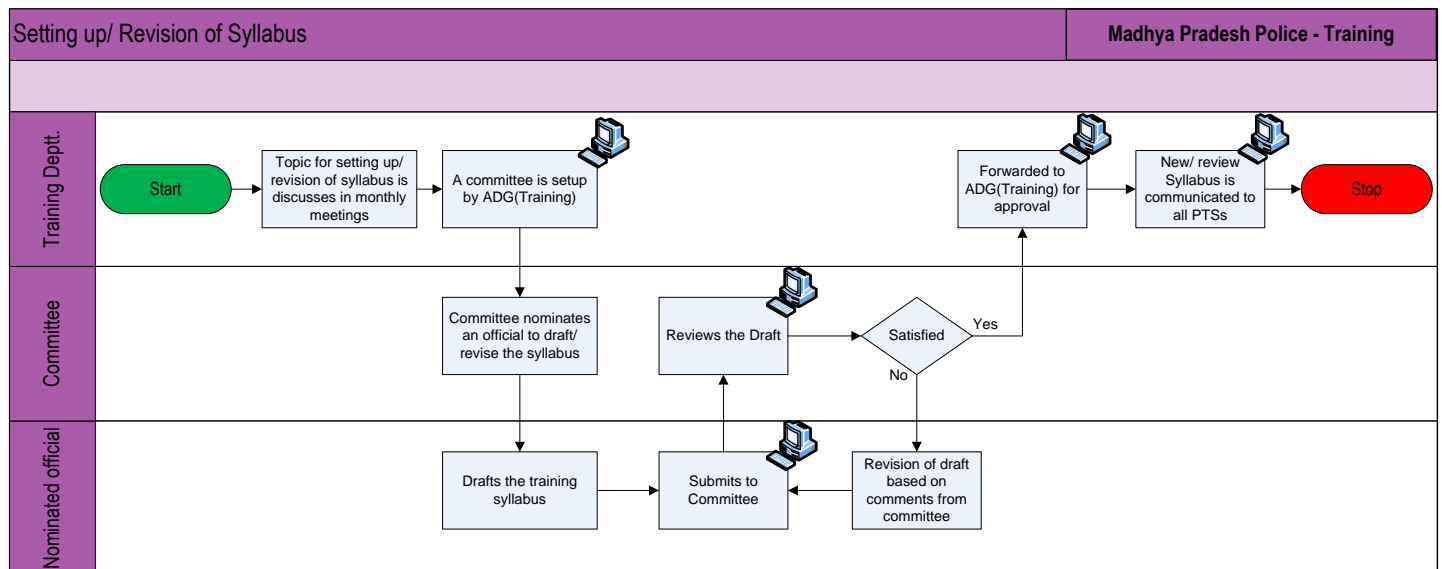 Setting up/ Revision of Syllabus
Madhya Pradesh Police - Training
Training Deptt.
Start
Topic for setting up/
revision of syllabus is
discusses in monthly
meetings
A committee is setup
by ADG(Training)
Forwarded to
ADG(Training) for
approval
New/ review
Syllabus is
communicated to
all PTSs
Stop
Committee
Committee nominates
an official to draft/
revise the syllabus
Reviews the Draft
Satisfied
Yes
No
Nominated official
Drafts the training
syllabus
Submits to
Committee
Revision of draft
based on
comments from
committee